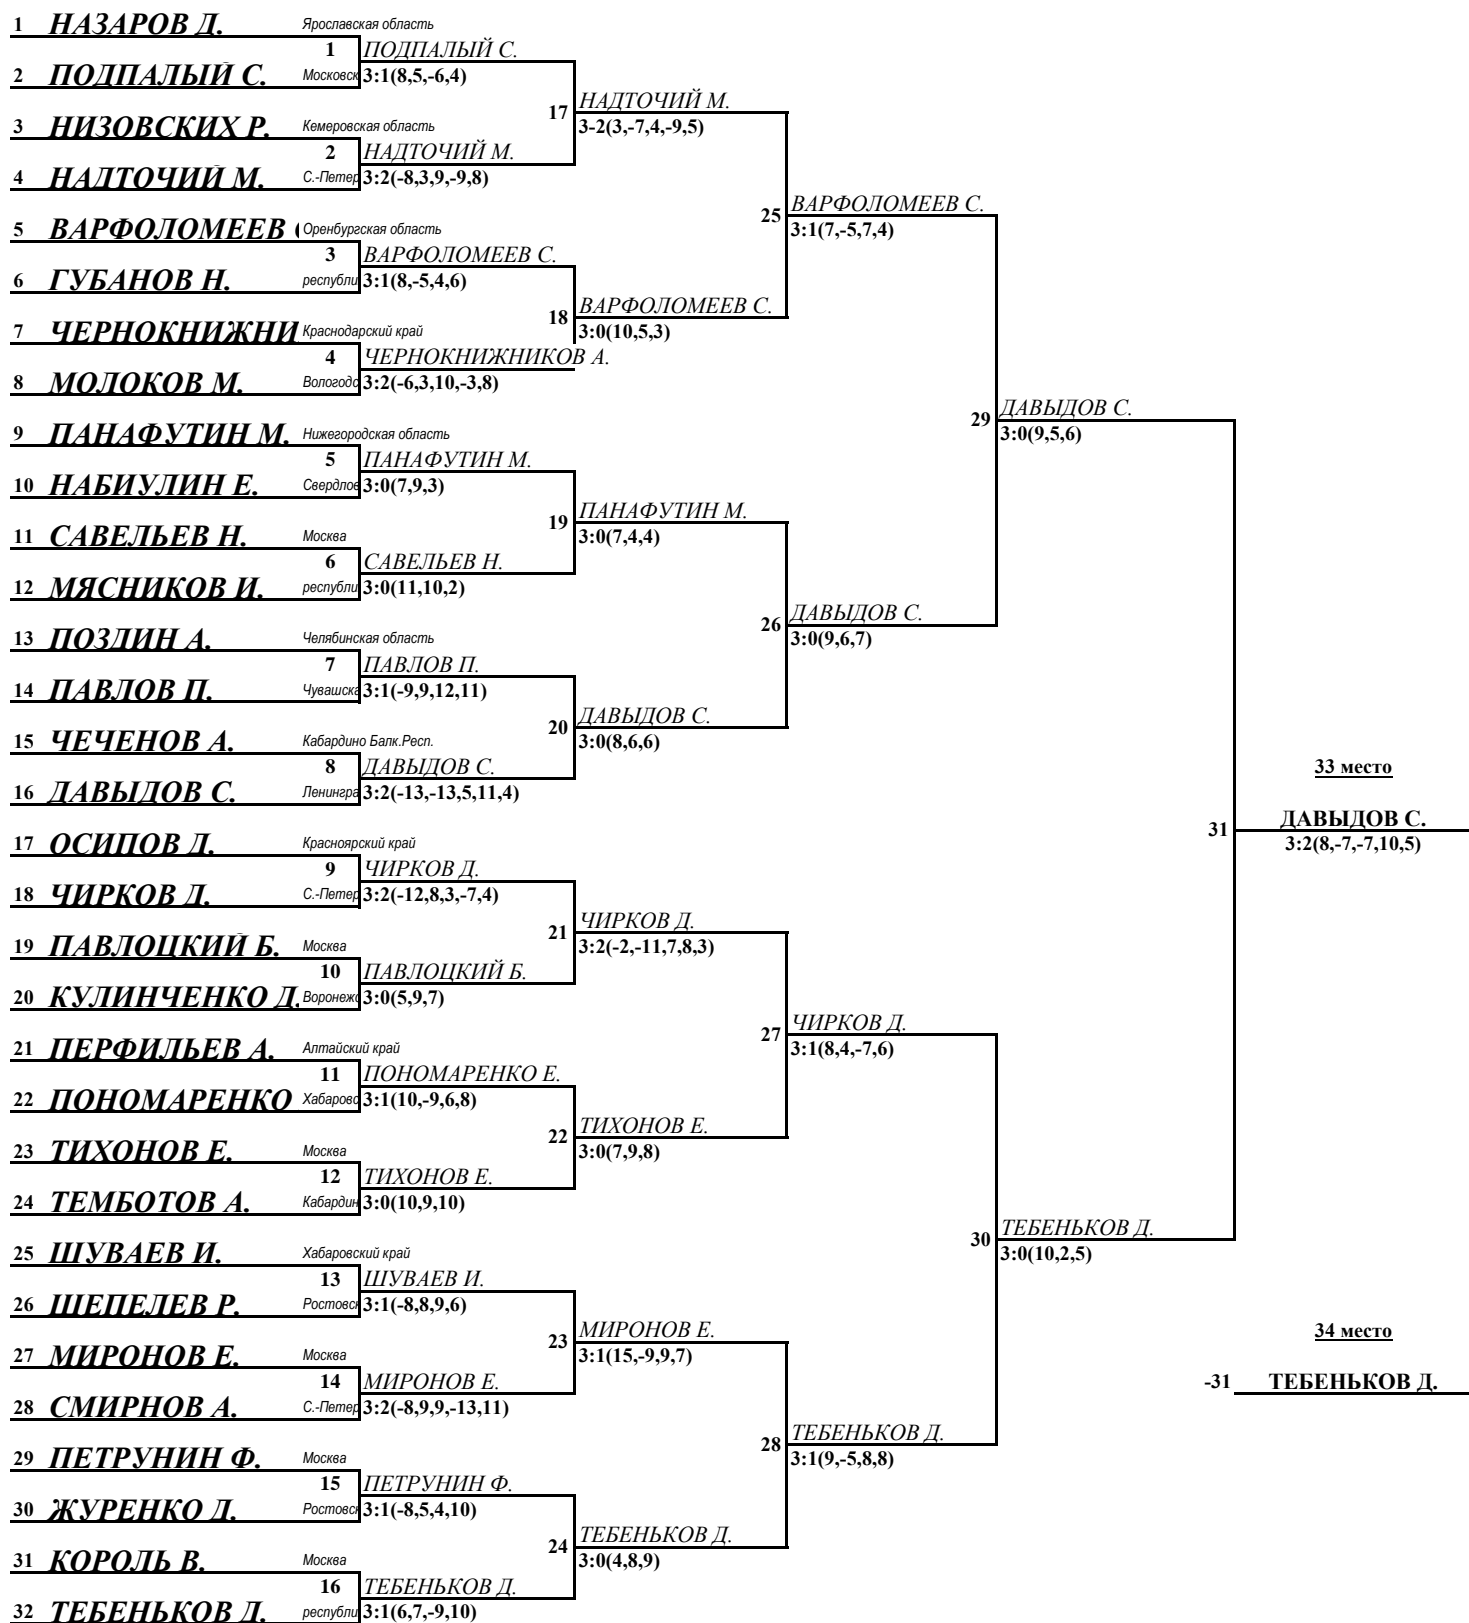 1 НАЗАРОВ Д. Ярославская область
1 ПОДПАЛЫЙ С.
2 ПОДПАЛЫЙ С. Московск 3:1(8,5,-6,4)
17 НАДТОЧИЙ М.
3 НИЗОВСКИХ Р. Кемеровская область 3-2(3,-7,4,-9,5)
2 НАДТОЧИЙ М.
4 НАДТОЧИЙ М. С.-Петер 3:2(-8,3,9,-9,8)
25 ВАРФОЛОМЕЕВ С.
5 ВАРФОЛОМЕЕВ ( Оренбургская область 3:1(7,-5,7,4)
3 ВАРФОЛОМЕЕВ С.
6 ГУБАНОВ Н. республи 3:1(8,-5,4,6)
18 ВАРФОЛОМЕЕВ С.
7 ЧЕРНОКНИЖНИ Краснодарский край 3:0(10,5,3)
4 ЧЕРНОКНИЖНИКОВ А.
8 МОЛОКОВ М. Вологодс 3:2(-6,3,10,-3,8)
29 ДАВЫДОВ С.
9 ПАНАФУТИН М. Нижегородская область 3:0(9,5,6)
5 ПАНАФУТИН М.
10 НАБИУЛИН Е. Свердлов 3:0(7,9,3)
19 ПАНАФУТИН М.
11 САВЕЛЬЕВ Н. Москва 3:0(7,4,4)
6 САВЕЛЬЕВ Н.
12 МЯСНИКОВ И. республи 3:0(11,10,2)
26 ДАВЫДОВ С.
13 ПОЗДИН А. Челябинская область 3:0(9,6,7)
7 ПАВЛОВ П.
14 ПАВЛОВ П. Чувашска 3:1(-9,9,12,11)
20 ДАВЫДОВ С.
15 ЧЕЧЕНОВ А. Кабардино Балк.Респ. 3:0(8,6,6)
8 ДАВЫДОВ С. 33 место
16 ДАВЫДОВ С. Ленингра 3:2(-13,-13,5,11,4)
31 ДАВЫДОВ С.
17 ОСИПОВ Д. Красноярский край 3:2(8,-7,-7,10,5)
9 ЧИРКОВ Д.
18 ЧИРКОВ Д. С.-Петер 3:2(-12,8,3,-7,4)
21 ЧИРКОВ Д.
19 ПАВЛОЦКИЙ Б. Москва 3:2(-2,-11,7,8,3)
10 ПАВЛОЦКИЙ Б.
20 КУЛИНЧЕНКО Д. Воронежс 3:0(5,9,7)
27 ЧИРКОВ Д.
21 ПЕРФИЛЬЕВ А. Алтайский край 3:1(8,4,-7,6)
11 ПОНОМАРЕНКО Е.
22 ПОНОМАРЕНКО Хабаровс 3:1(10,-9,6,8)
22 ТИХОНОВ Е.
23 ТИХОНОВ Е. Москва 3:0(7,9,8)
12 ТИХОНОВ Е.
24 ТЕМБОТОВ А. Кабардин 3:0(10,9,10)
30 ТЕБЕНЬКОВ Д.
25 ШУВАЕВ И. Хабаровский край 3:0(10,2,5)
13 ШУВАЕВ И.
26 ШЕПЕЛЕВ Р. Ростовск 3:1(-8,8,9,6)
23 МИРОНОВ Е. 34 место
27 МИРОНОВ Е. Москва 3:1(15,-9,9,7)
14 МИРОНОВ Е. -31 ТЕБЕНЬКОВ Д.
28 СМИРНОВ А. С.-Петер 3:2(-8,9,9,-13,11)
28 ТЕБЕНЬКОВ Д.
29 ПЕТРУНИН Ф. Москва 3:1(9,-5,8,8)
15 ПЕТРУНИН Ф.
30 ЖУРЕНКО Д. Ростовск 3:1(-8,5,4,10)
24 ТЕБЕНЬКОВ Д.
31 КОРОЛЬ В. Москва 3:0(4,8,9)
16 ТЕБЕНЬКОВ Д.
32 ТЕБЕНЬКОВ Д. республи 3:1(6,7,-9,10)